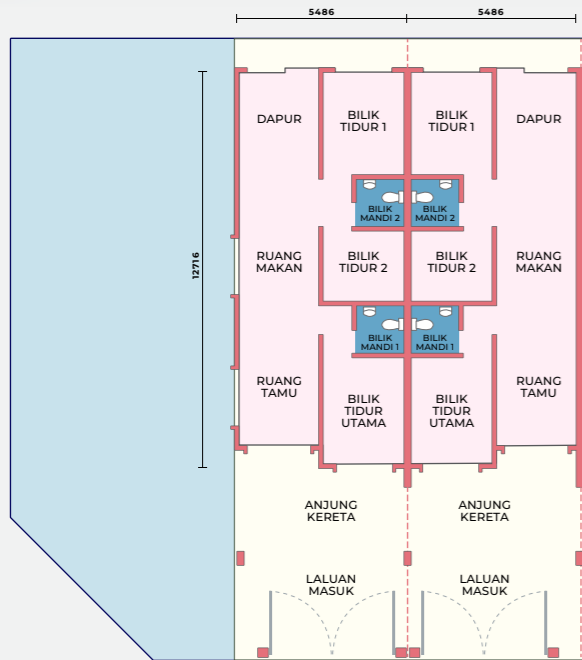 5486 5486
DAPUR
BILIK
TIDUR 1
BILIK
TIDUR 1
DAPUR
BILIK
MANDI 2
BILIK
MANDI 2
12716
RUANG
MAKAN
BILIK
TIDUR 2
BILIK
TIDUR 2
RUANG
MAKAN
BILIK
MANDI 1
BILIK
MANDI 1
RUANG
TAMU
BILIK
TIDUR
UTAMA
BILIK
TIDUR
UTAMA
RUANG
TAMU
ANJUNG
KERETA
ANJUNG
KERETA
LALUAN
MASUK
LALUAN
MASUK